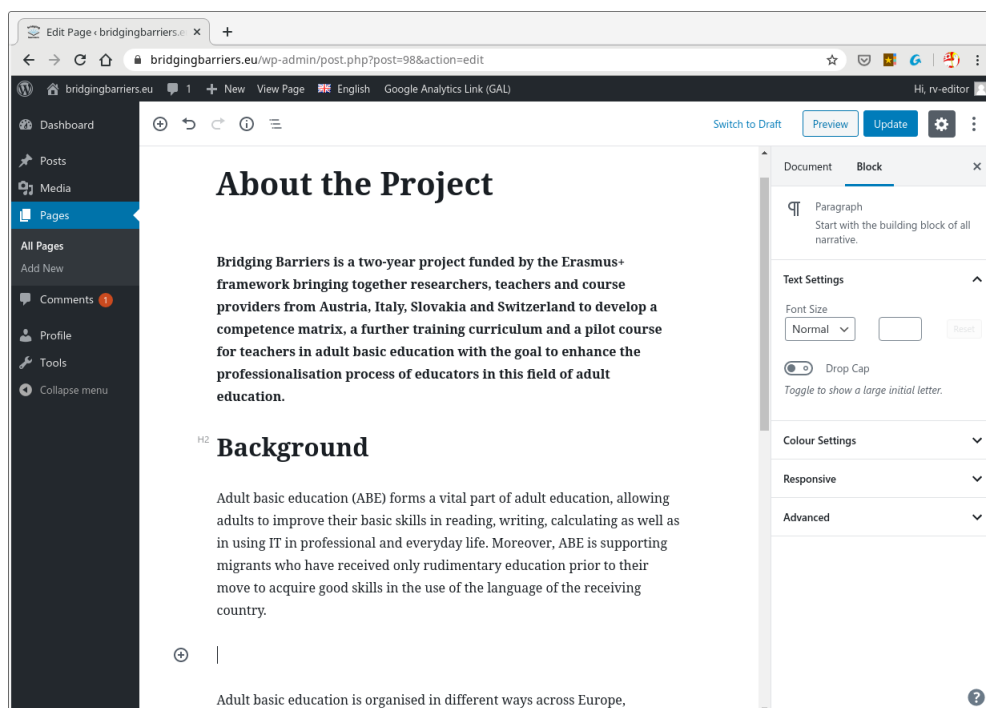 Edit Page ‹ bridgingbarriers.e
bridgingbarriers.eu/wp-admin/post.php?post=98&action=edit
bridgingbarriers.eu 1 New View Page English Google Analytics Link (GAL) Hi, rv-editor
Dashboard
Posts
Media
Pages
All Pages
Add New
Comments 1
Profile
Tools
Collapse menu
Switch to Draft Preview Update
About the Project
Bridging Barriers is a two-year project funded by the Erasmus+
framework bringing together researchers, teachers and course
providers from Austria, Italy, Slovakia and Switzerland to develop a
competence matrix, a further training curriculum and a pilot course
for teachers in adult basic education with the goal to enhance the
professionalisation process of educators in this field of adult
education.
H2 Background
Adult basic education (ABE) forms a vital part of adult education, allowing
adults to improve their basic skills in reading, writing, calculating as well as
in using IT in professional and everyday life. Moreover, ABE is supporting
migrants who have received only rudimentary education prior to their
move to acquire good skills in the use of the language of the receiving
country.
Adult basic education is organised in different ways across Europe,
Document Block
Paragraph
Start with the building block of all
narrative.
Text Settings
Font Size
Normal Reset
Drop Cap
Toggle to show a large initial letter.
Colour Settings
Responsive
Advanced